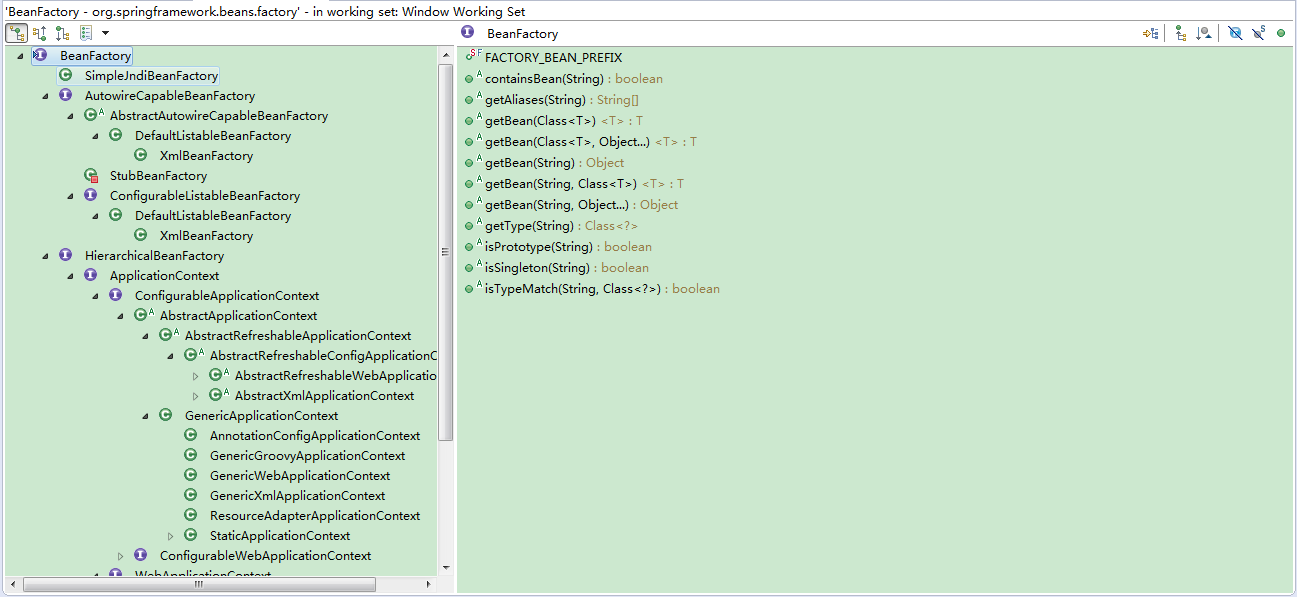 'BeanFactory - org.springframework.beans.factory' - in working set: Window Working Set
BeanFactory
SimpleJndiBeanFactory
AutowireCapableBeanFactory
AbstractAutowireCapableBeanFactory
DefaultListableBeanFactory
XmlBeanFactory
StubBeanFactory
ConfigurableListableBeanFactory
DefaultListableBeanFactory
XmlBeanFactory
HierarchicalBeanFactory
ApplicationContext
ConfigurableApplicationContext
AbstractApplicationContext
AbstractRefreshableApplicationContext
AbstractRefreshableConfigApplicationC
AbstractRefreshableWebApplicatio
AbstractXmlApplicationContext
GenericApplicationContext
AnnotationConfigApplicationContext
GenericGroovyApplicationContext
GenericWebApplicationContext
GenericXmlApplicationContext
ResourceAdapterApplicationContext
StaticApplicationContext
ConfigurableWebApplicationContext
WebApplicationContext
BeanFactory
FACTORY_BEAN_PREFIX
containsBean(String) : boolean
getAliases(String) : String[]
getBean(Class<T>) <T> : T
getBean(Class<T>, Object...) <T> : T
getBean(String) : Object
getBean(String, Class<T>) <T> : T
getBean(String, Object...) : Object
getType(String) : Class<?>
isPrototype(String) : boolean
isSingleton(String) : boolean
isTypeMatch(String, Class<?>) : boolean